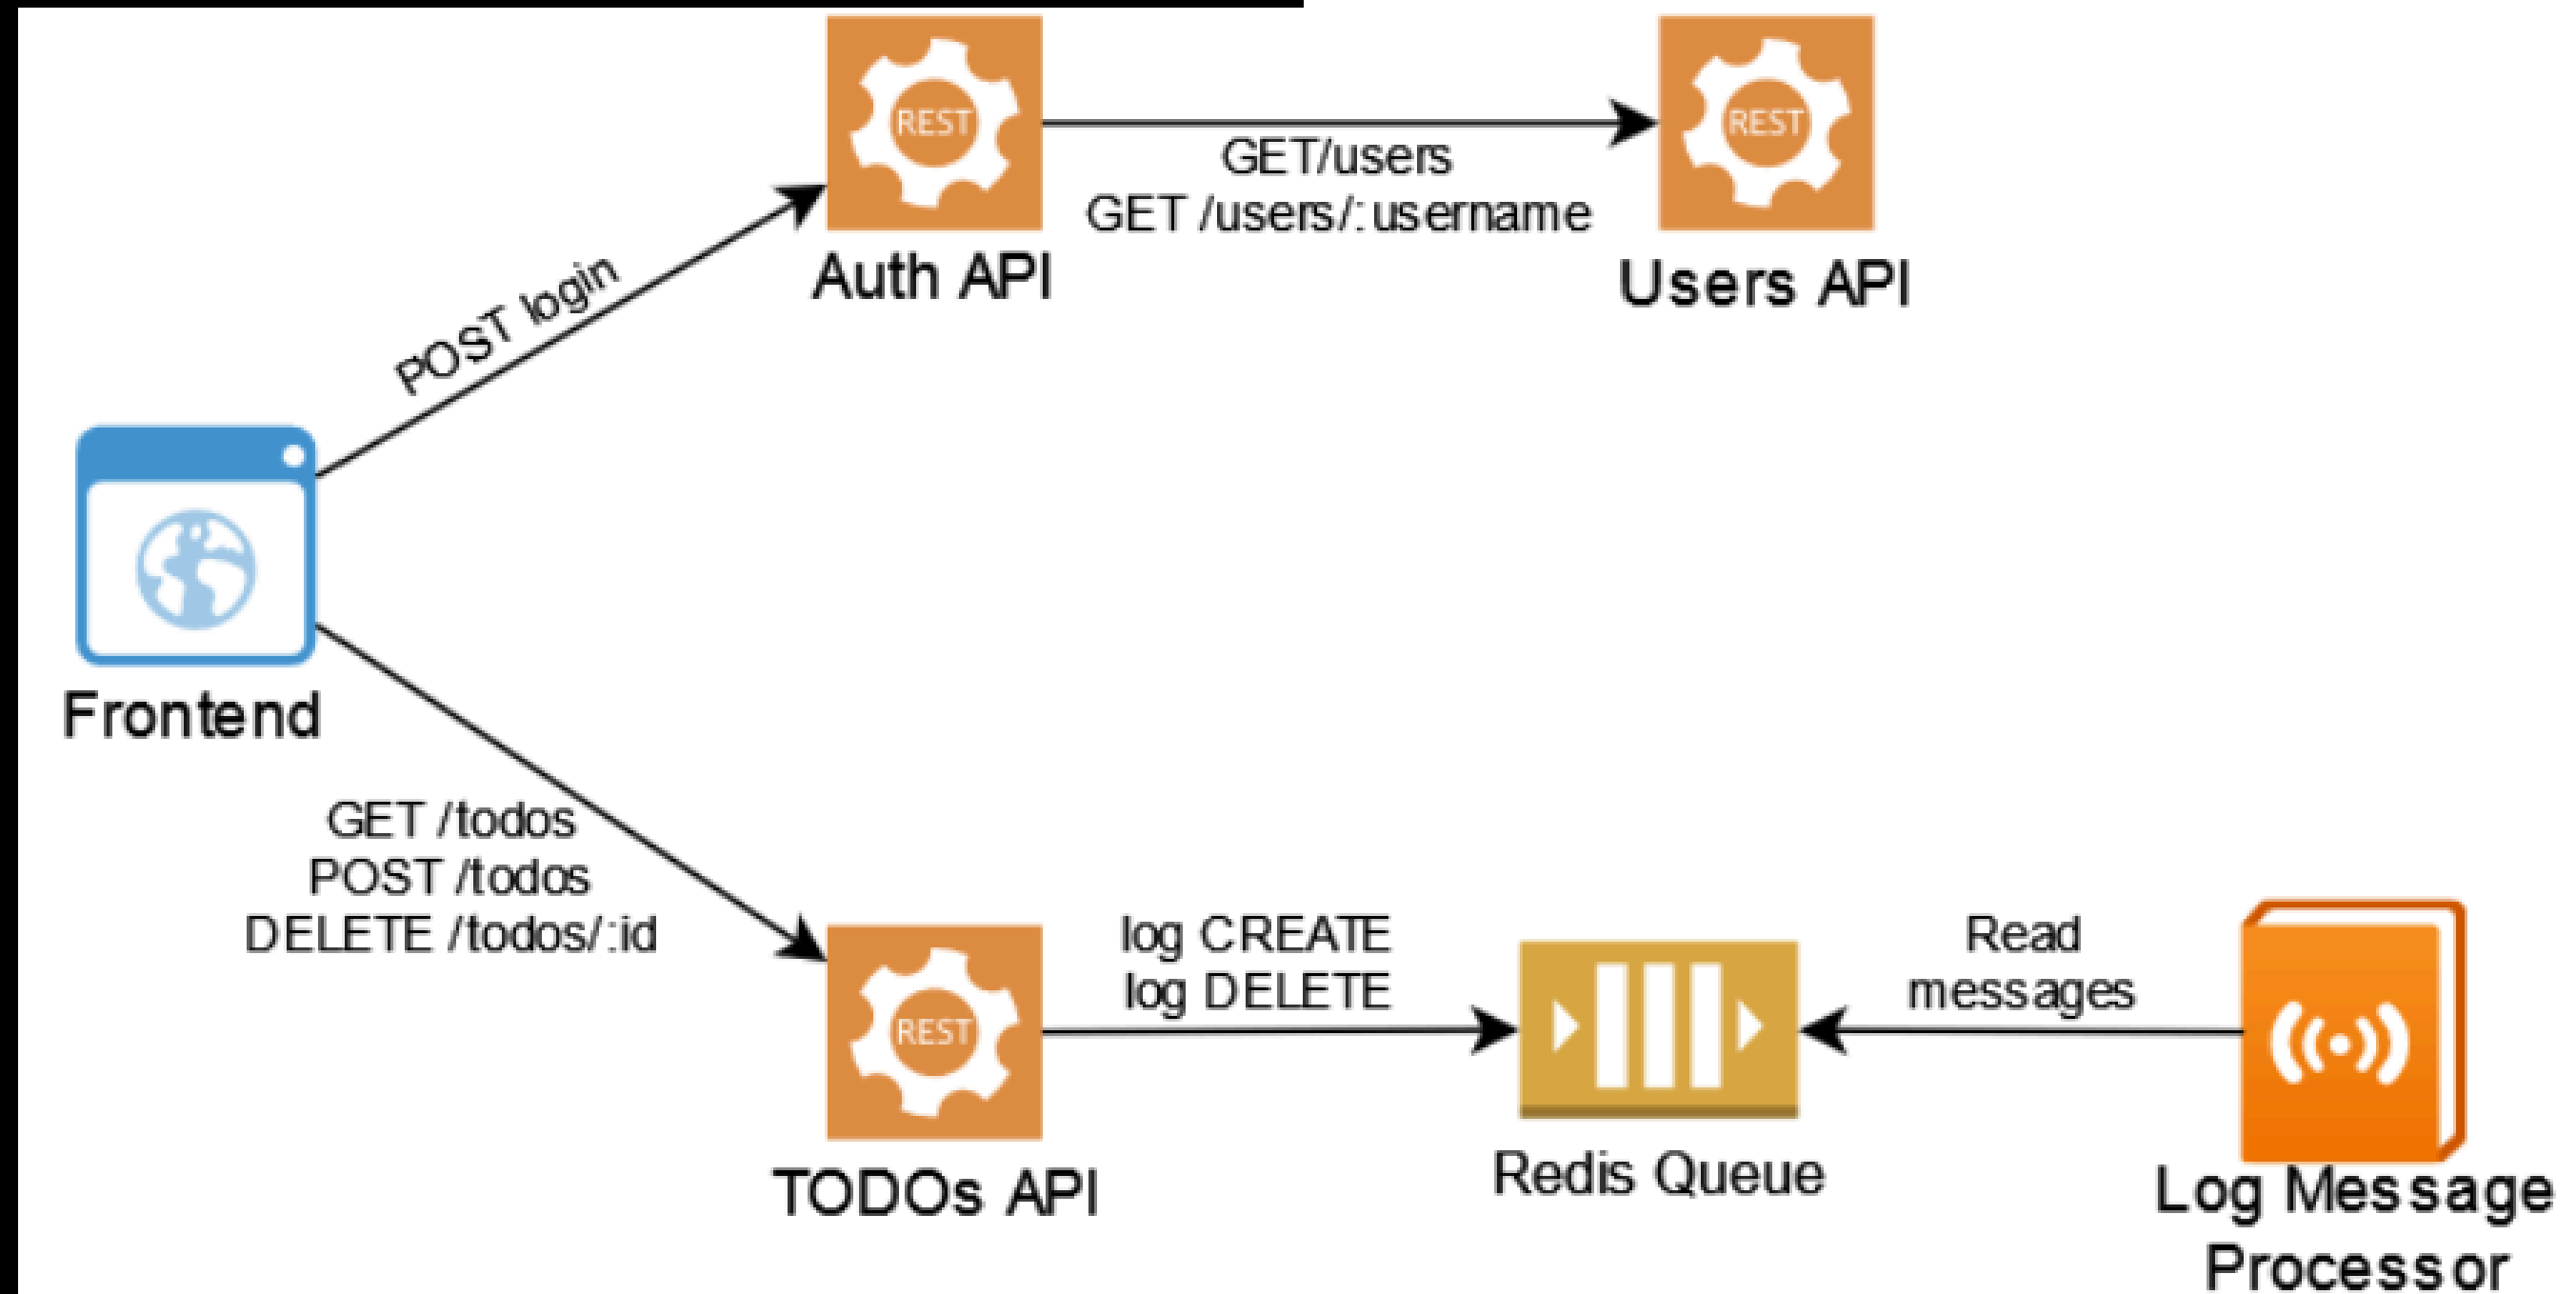 REST
REST
GET/users
GET /users/:username
Auth API
Users API
POST login
Frontend
GET /todos
POST /todos
DELETE /todos/:id
log CREATE
log DELETE
Read
messages
REST
TODOs API
Redis Queue
Log Message
Processor